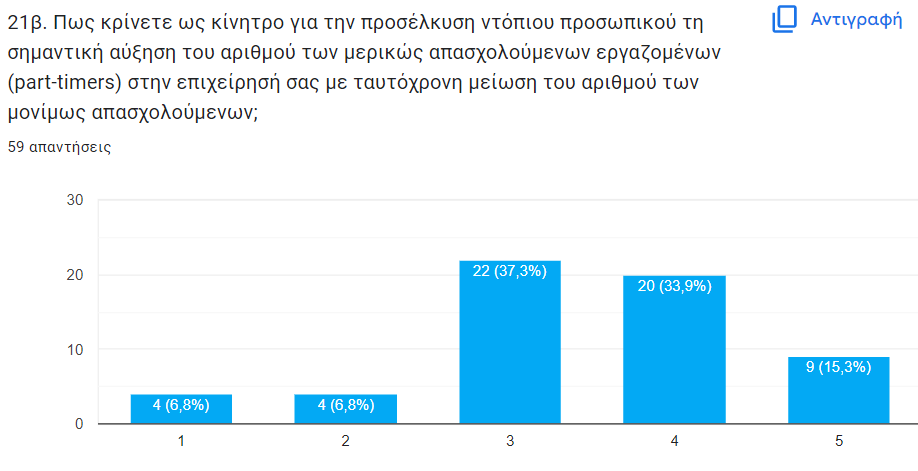 21β. Πως κρίνετε ως κίνητρο για την προσέλκυση ντόπιου προσωπικού τη
σημαντική αύξηση του αριθμού των μερικώς απασχολούμενων εργαζομένων
(part-timers) στην επιχείρησή σας με ταυτόχρονη μείωση του αριθμού των
μονίμως απασχολούμενων;
Αντιγραφή
59 απαντήσεις
30
20
10
0
4 (6,8%)
4 (6,8%)
22 (37,3%)
20 (33,9%)
9 (15,3%)
1 2 3 4 5